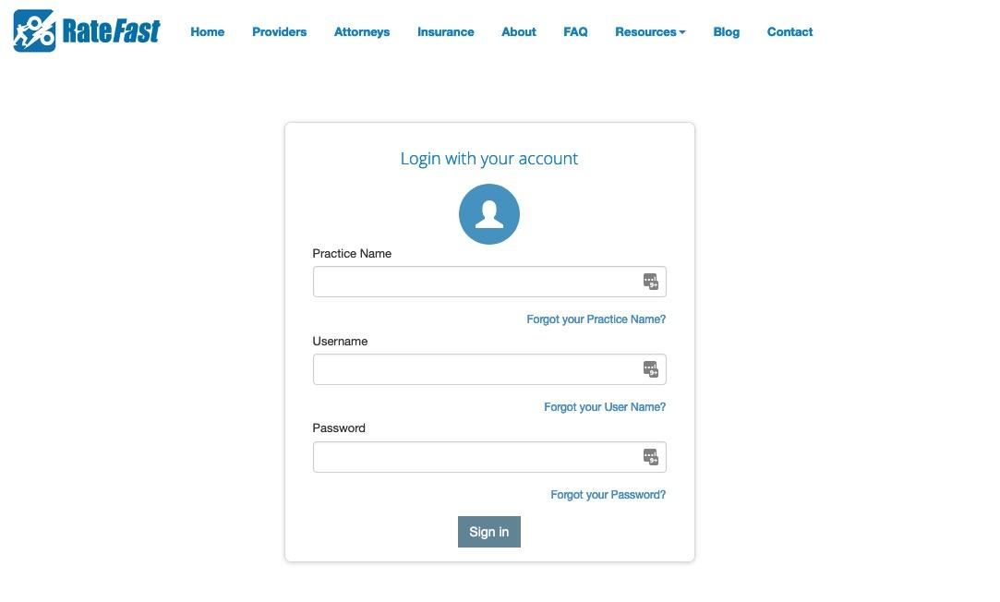 RateFast Home Providers Attorneys Insurance About FAQ Resources Blog Contact
Login with your account
Practice Name
Forgot your Practice Name?
Username
Forgot your User Name?
Password
Forgot your Password?
Sign in